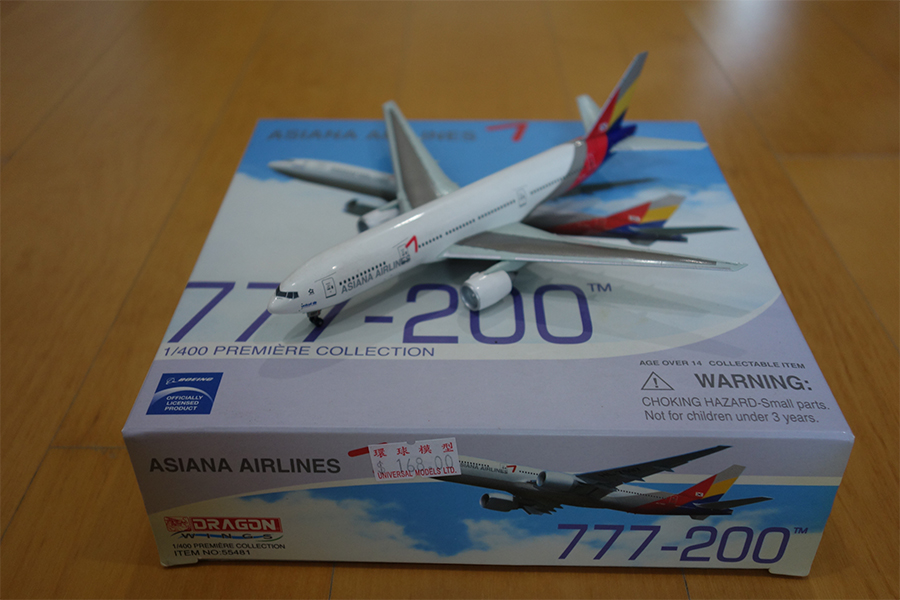 ASIANA AIRLINES
ASIANA AIRLINES
777-200™
1/400 PREMIÈRE COLLECTION
AGE OVER 14 COLLECTABLE ITEM
WARNING:
CHOKING HAZARD-Small parts.
Not for children under 3 years.
BOEING
OFFICIALLY
LICENSED
PRODUCT
ASIANA AIRLINES
環球模型
$ 168.00
UNIVERSAL MODELS LTD.
DRAGON
WINGS
1/400 PREMIÈRE COLLECTION
ITEM NO:55481
777-200™